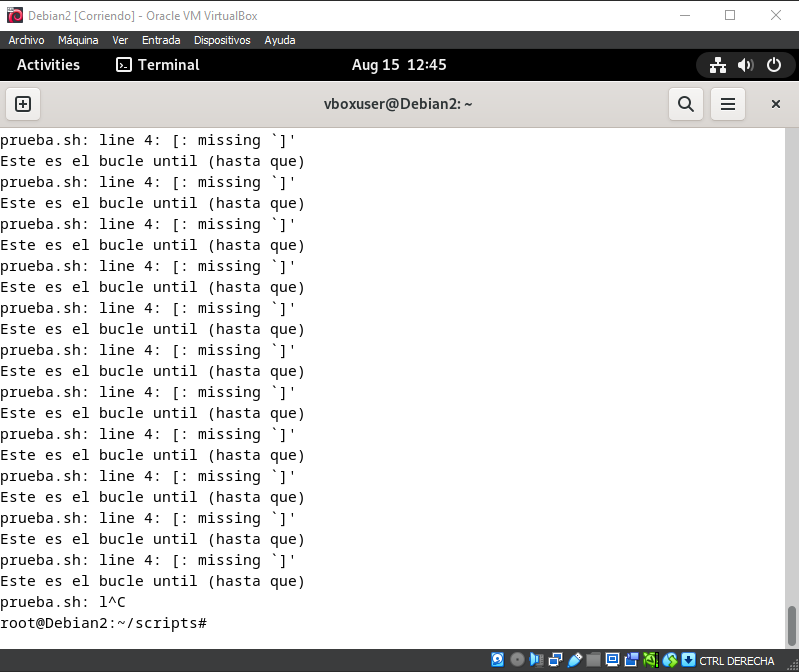 Debian2 [Corriendo] - Oracle VM VirtualBox
Archivo Máquina Ver Entrada Dispositivos Ayuda
Activities Terminal Aug 15 12:45
vboxuser@Debian2: ~
prueba.sh: line 4: [: missing `]'
Este es el bucle until (hasta que)
prueba.sh: line 4: [: missing `]'
Este es el bucle until (hasta que)
prueba.sh: line 4: [: missing `]'
Este es el bucle until (hasta que)
prueba.sh: line 4: [: missing `]'
Este es el bucle until (hasta que)
prueba.sh: line 4: [: missing `]'
Este es el bucle until (hasta que)
prueba.sh: line 4: [: missing `]'
Este es el bucle until (hasta que)
prueba.sh: line 4: [: missing `]'
Este es el bucle until (hasta que)
prueba.sh: line 4: [: missing `]'
Este es el bucle until (hasta que)
prueba.sh: line 4: [: missing `]'
Este es el bucle until (hasta que)
prueba.sh: line 4: [: missing `]'
Este es el bucle until (hasta que)
prueba.sh: line 4: [: missing `]'
Este es el bucle until (hasta que)
prueba.sh: l^C
root@Debian2:~/scripts#
CTRL DERECHA